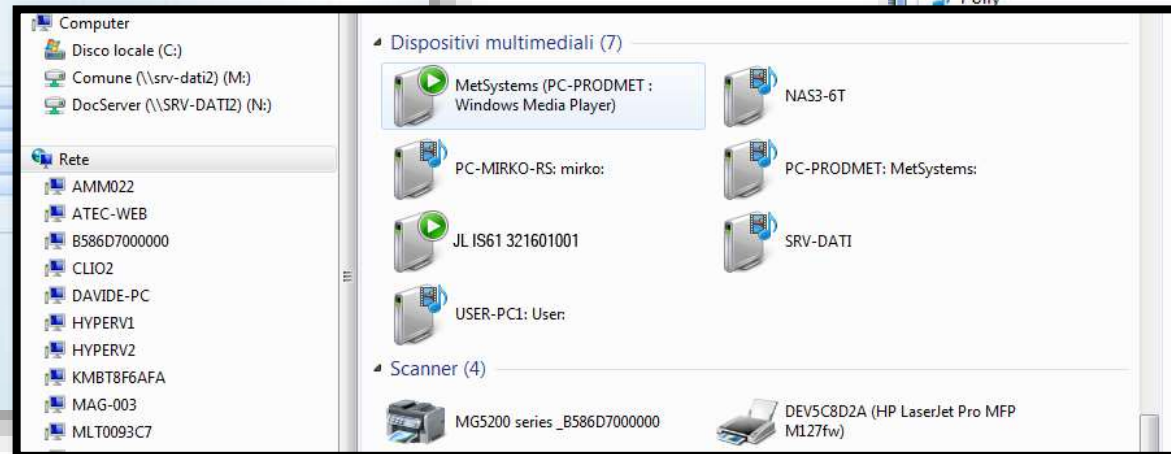 Polly
Computer
Disco locale (C:)
Comune (\\srv-dati2) (M:)
DocServer (\\SRV-DATI2) (N:)
Rete
AMM022
ATEC-WEB
B586D7000000
CLIO2
DAVIDE-PC
HYPERV1
HYPERV2
KMBT8F6AFA
MAG-003
MLT0093C7
Dispositivi multimediali (7)
MetSystems (PC-PRODMET :
Windows Media Player)
NAS3-6T
PC-MIRKO-RS: mirko:
PC-PRODMET: MetSystems:
JL IS61 321601001
SRV-DATI
USER-PC1: User:
Scanner (4)
MG5200 series _B586D7000000
DEV5C8D2A (HP LaserJet Pro MFP
M127fw)